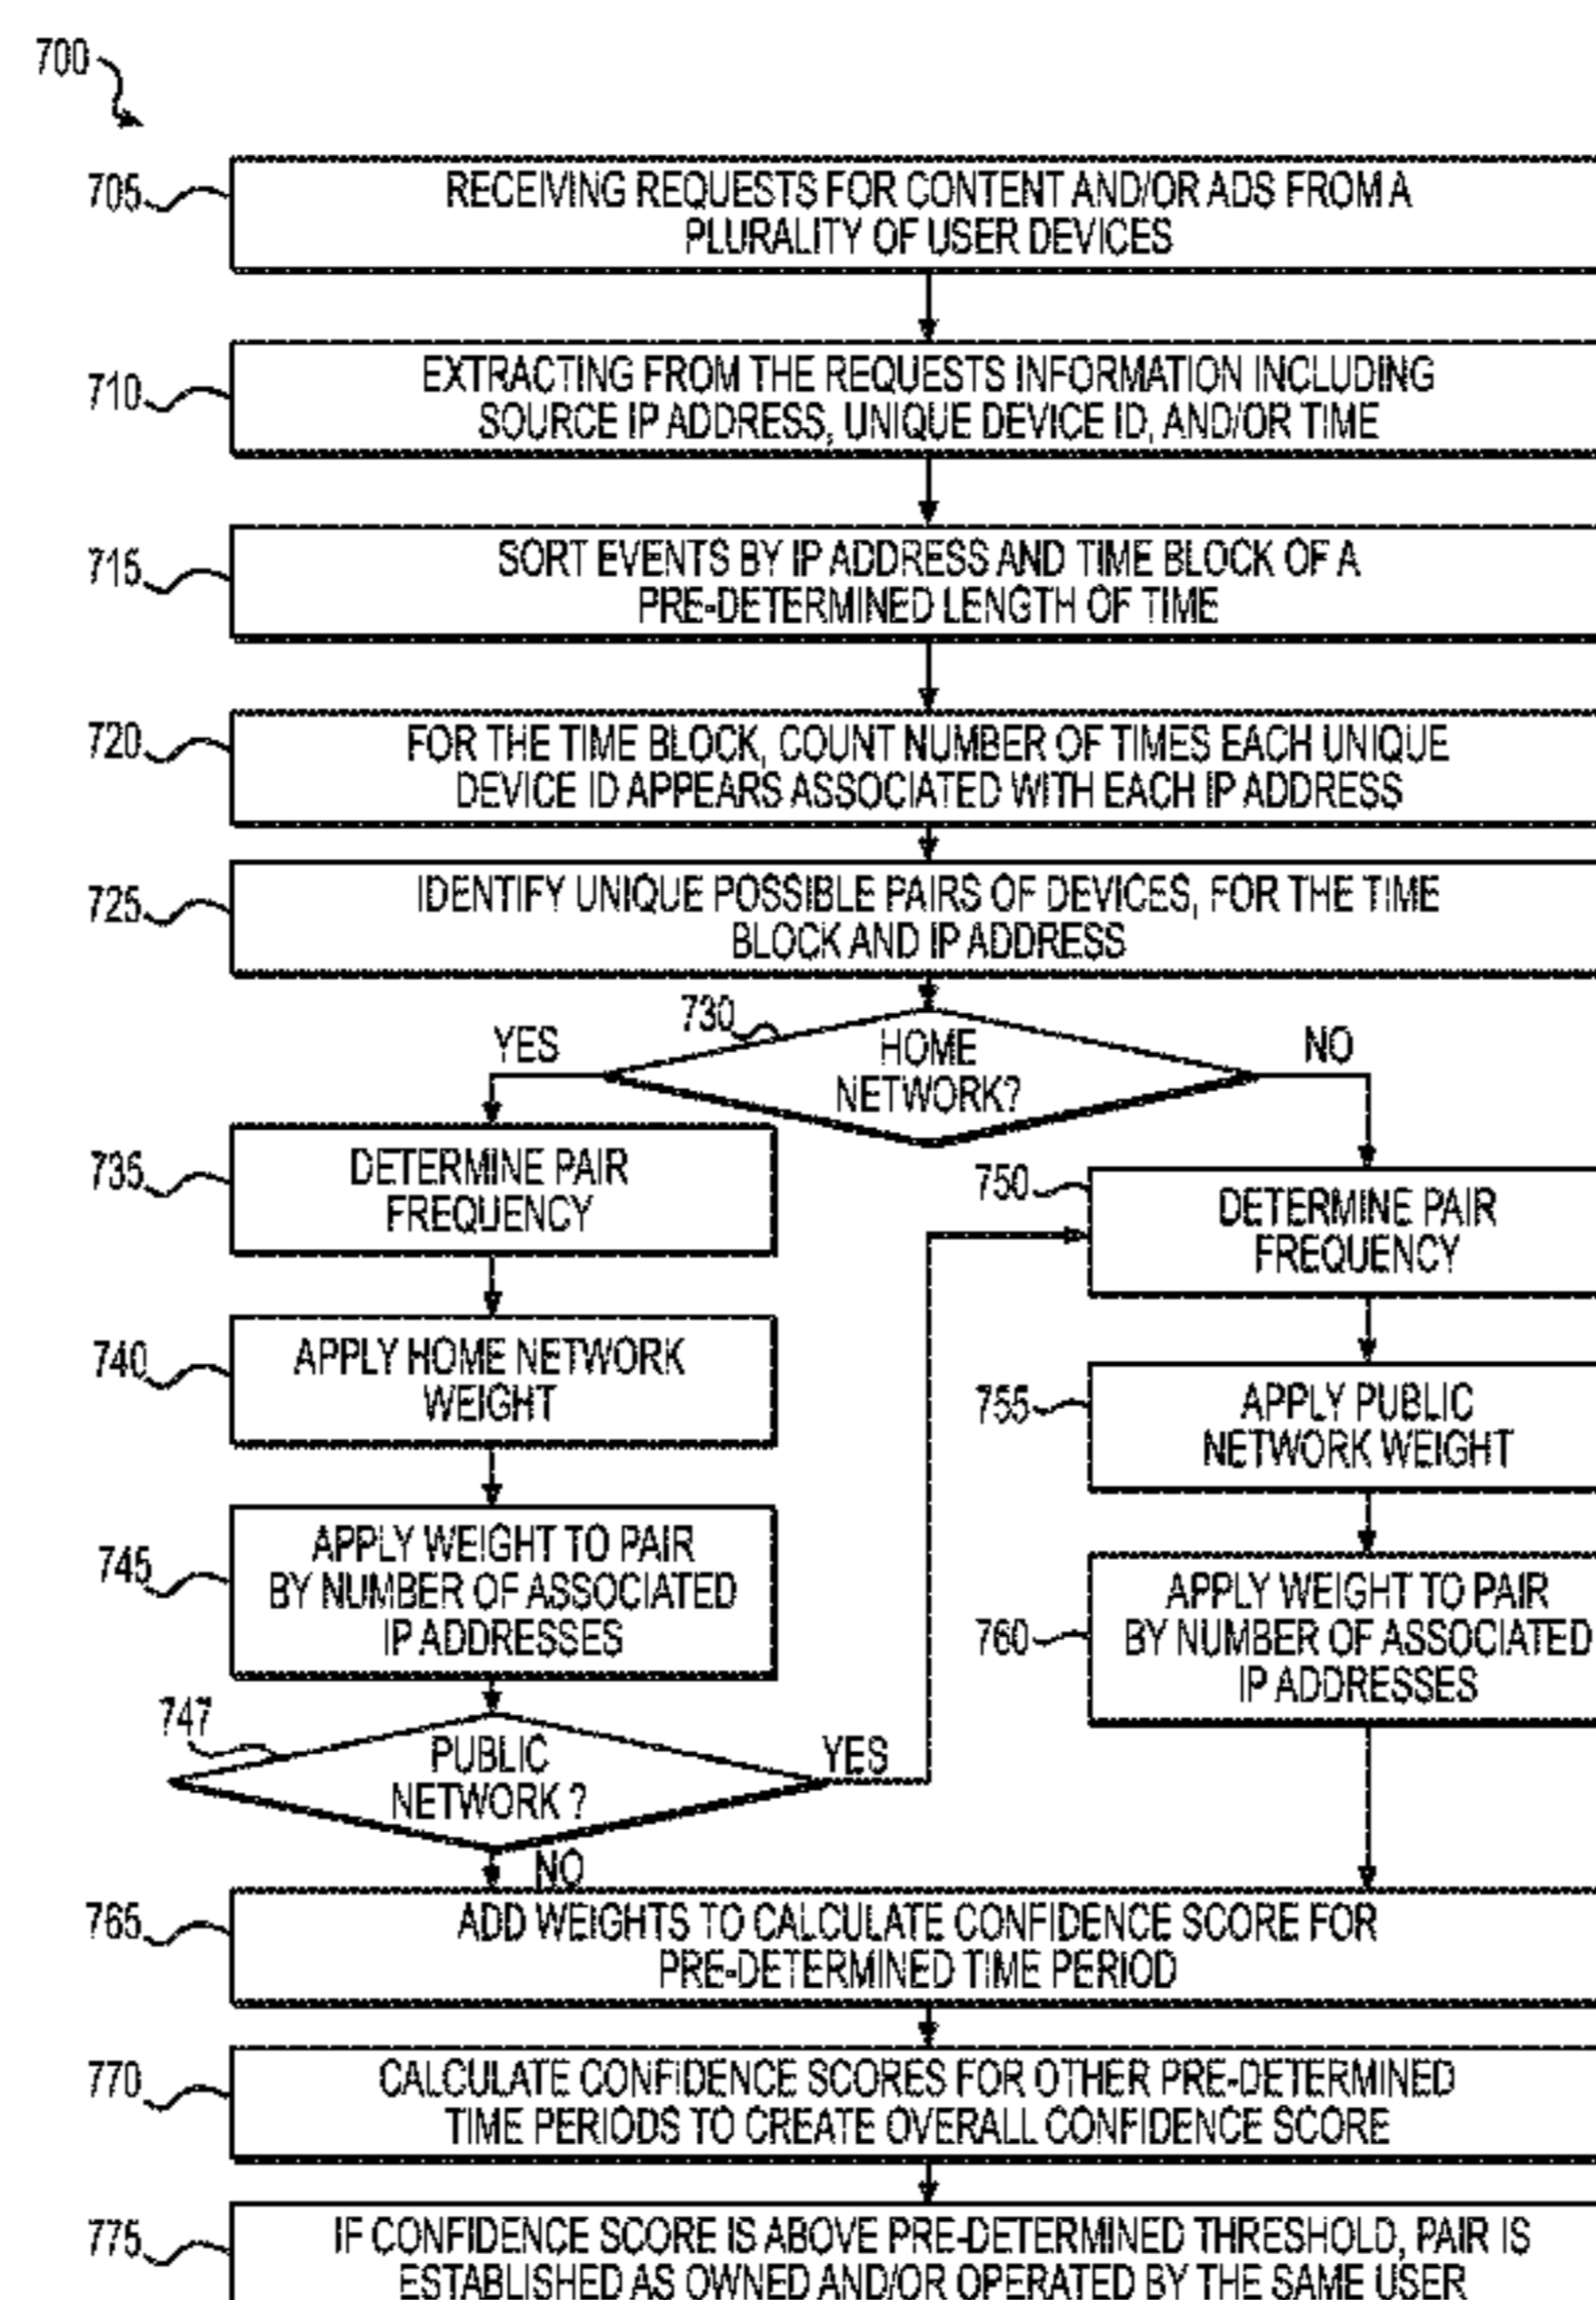 700
705
RECEIVING REQUESTS FOR CONTENT AND/OR ADS FROM A
PLURALITY OF USER DEVICES
710
EXTRACTING FROM THE REQUESTS INFORMATION INCLUDING
SOURCE IP ADDRESS, UNIQUE DEVICE ID, AND/OR TIME
715
SORT EVENTS BY IP ADDRESS AND TIME BLOCK OF A
PRE-DETERMINED LENGTH OF TIME
720
FOR THE TIME BLOCK, COUNT NUMBER OF TIMES EACH UNIQUE
DEVICE ID APPEARS ASSOCIATED WITH EACH IP ADDRESS
725
IDENTIFY UNIQUE POSSIBLE PAIRS OF DEVICES, FOR THE TIME
BLOCK AND IP ADDRESS
730
YES
HOME
NETWORK?
NO
735
DETERMINE PAIR
FREQUENCY
740
APPLY HOME NETWORK
WEIGHT
745
APPLY WEIGHT TO PAIR
BY NUMBER OF ASSOCIATED
IP ADDRESSES
747
PUBLIC
NETWORK ?
YES
NO
750
DETERMINE PAIR
FREQUENCY
755
APPLY PUBLIC
NETWORK WEIGHT
760
APPLY WEIGHT TO PAIR
BY NUMBER OF ASSOCIATED
IP ADDRESSES
765
ADD WEIGHTS TO CALCULATE CONFIDENCE SCORE FOR
PRE-DETERMINED TIME PERIOD
770
CALCULATE CONFIDENCE SCORES FOR OTHER PRE-DETERMINED
TIME PERIODS TO CREATE OVERALL CONFIDENCE SCORE
775
IF CONFIDENCE SCORE IS ABOVE PRE-DETERMINED THRESHOLD, PAIR IS
ESTABLISHED AS OWNED AND/OR OPERATED BY THE SAME USER